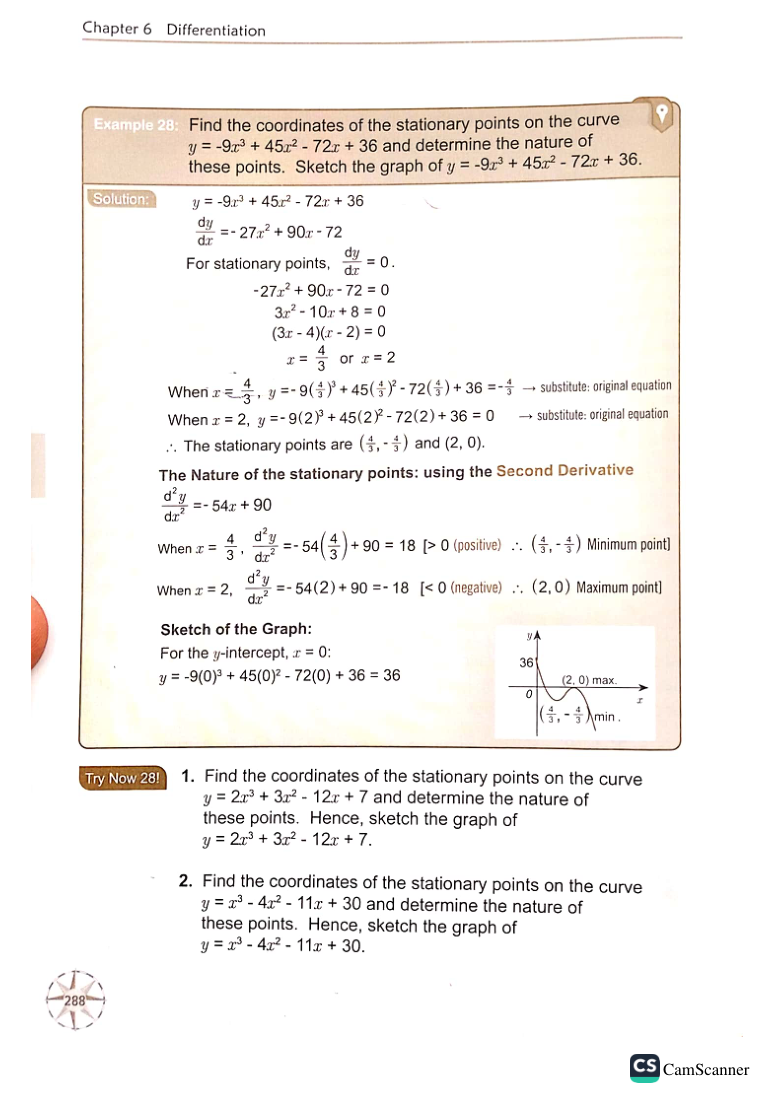 Chapter 6 Differentiation
Example 28: Find the coordinates of the stationary points on the curve
y = -9x³ + 45x² - 72x + 36 and determine the nature of
these points. Sketch the graph of y = -9x³ + 45x² - 72x + 36.
Solution: y = -9x³ + 45x² - 72x + 36
dy/dx = - 27x² + 90x - 72
For stationary points, dy/dx = 0.
-27x² + 90x - 72 = 0
3x² - 10x + 8 = 0
(3x - 4)(x - 2) = 0
x = 4/3 or x = 2
When x = 4/3, y = - 9(4/3)³ + 45(4/3)² - 72(4/3) + 36 = - 4/3 → substitute: original equation
When x = 2, y = - 9(2)³ + 45(2)² - 72(2) + 36 = 0 → substitute: original equation
∴ The stationary points are (4/3, - 4/3) and (2, 0).
The Nature of the stationary points: using the Second Derivative
d²y/dx² = - 54x + 90
When x = 4/3, d²y/dx² = - 54(4/3) + 90 = 18 [> 0 (positive) ∴ (4/3, - 4/3) Minimum point]
When x = 2, d²y/dx² = - 54(2) + 90 = - 18 [< 0 (negative) ∴ (2, 0) Maximum point]
Sketch of the Graph:
For the y-intercept, x = 0:
y = -9(0)³ + 45(0)² - 72(0) + 36 = 36
y
36
(2, 0) max.
0
x
(4/3, - 4/3) min.
Try Now 28! 1. Find the coordinates of the stationary points on the curve
y = 2x³ + 3x² - 12x + 7 and determine the nature of
these points. Hence, sketch the graph of
y = 2x³ + 3x² - 12x + 7.
2. Find the coordinates of the stationary points on the curve
y = x³ - 4x² - 11x + 30 and determine the nature of
these points. Hence, sketch the graph of
y = x³ - 4x² - 11x + 30.
288
CS CamScanner